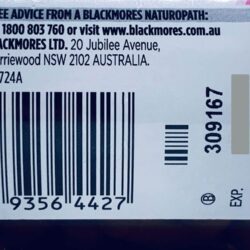 EE ADVICE FROM A BLACKMORES NATUROPATH:
1800 803 760 or visit www.blackmores.com.au
ACKMORES LTD. 20 Jubilee Avenue,
rriewood NSW 2102 AUSTRALIA.
724A
9356 4427
309167
B
EXP.